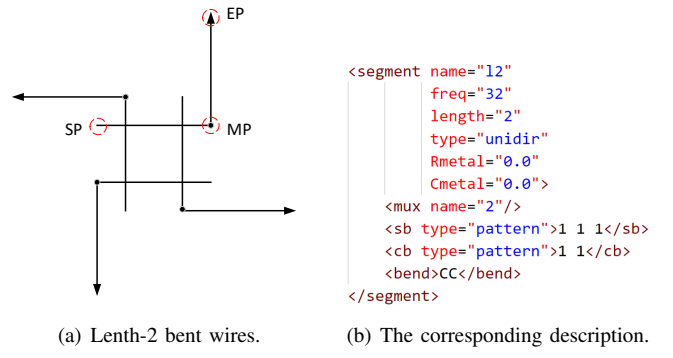 EP
SP
MP
<segment name="l2"
freq="32"
length="2"
type="unidir"
Rmetal="0.0"
Cmetal="0.0">
<mux name="2"/>
<sb type="pattern">1 1 1</sb>
<cb type="pattern">1 1</cb>
<bend>CC</bend>
</segment>
(a) Lenth-2 bent wires.
(b) The corresponding description.